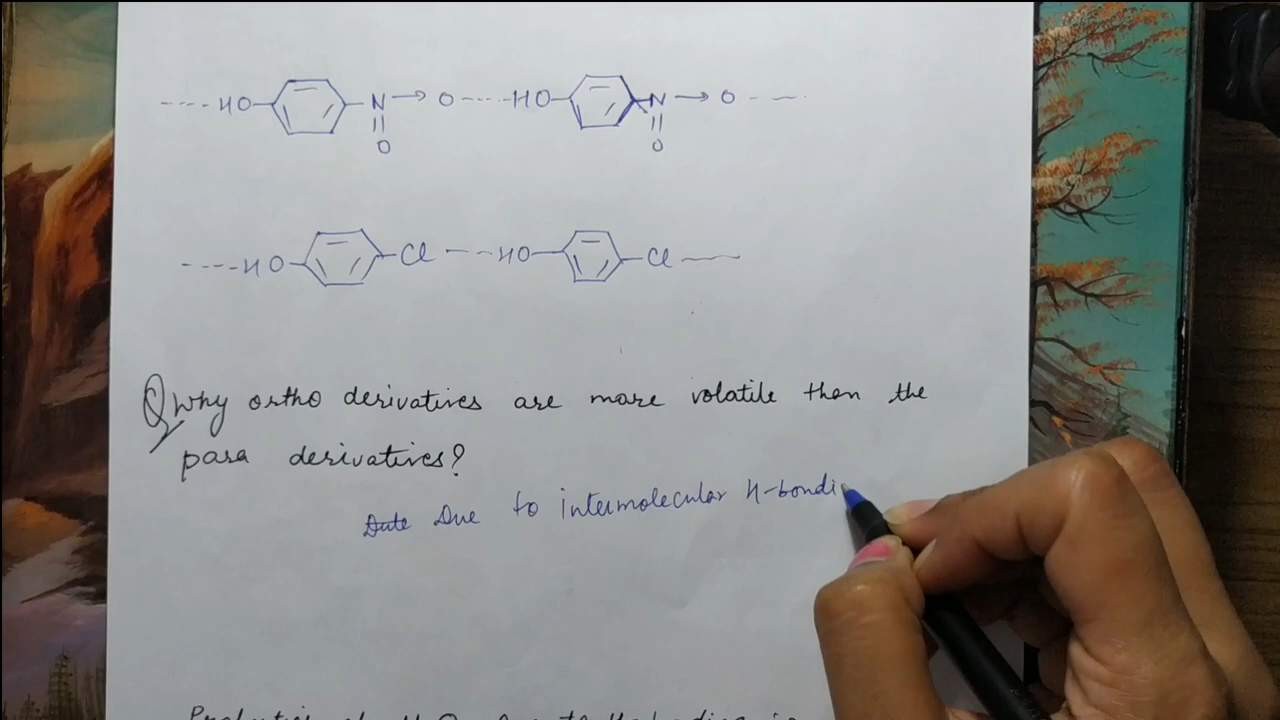 ----HO N → O ----HO N → O ----
O O
----HO Cl ----HO Cl ----
Q Why ortho derivatives are more volatile than the
para derivatives?
Due to intermolecular H-bondi